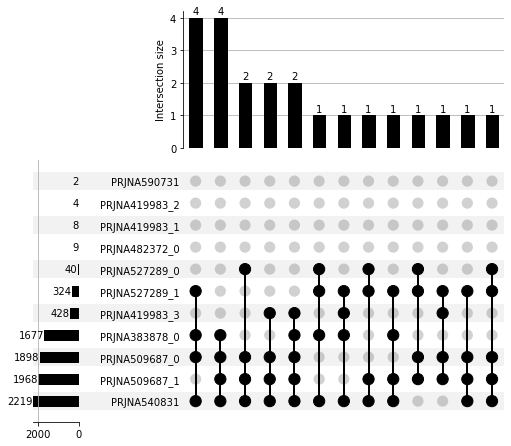 4
3
2
1
0
Intersection size
4 4 2 2 2 1 1 1 1 1 1 1 1
2 PRJNA590731
4 PRJNA419983_2
8 PRJNA419983_1
9 PRJNA482372_0
40 PRJNA527289_0
324 PRJNA527289_1
428 PRJNA419983_3
1677 PRJNA383878_0
1898 PRJNA509687_0
1968 PRJNA509687_1
2219 PRJNA540831
2000 0